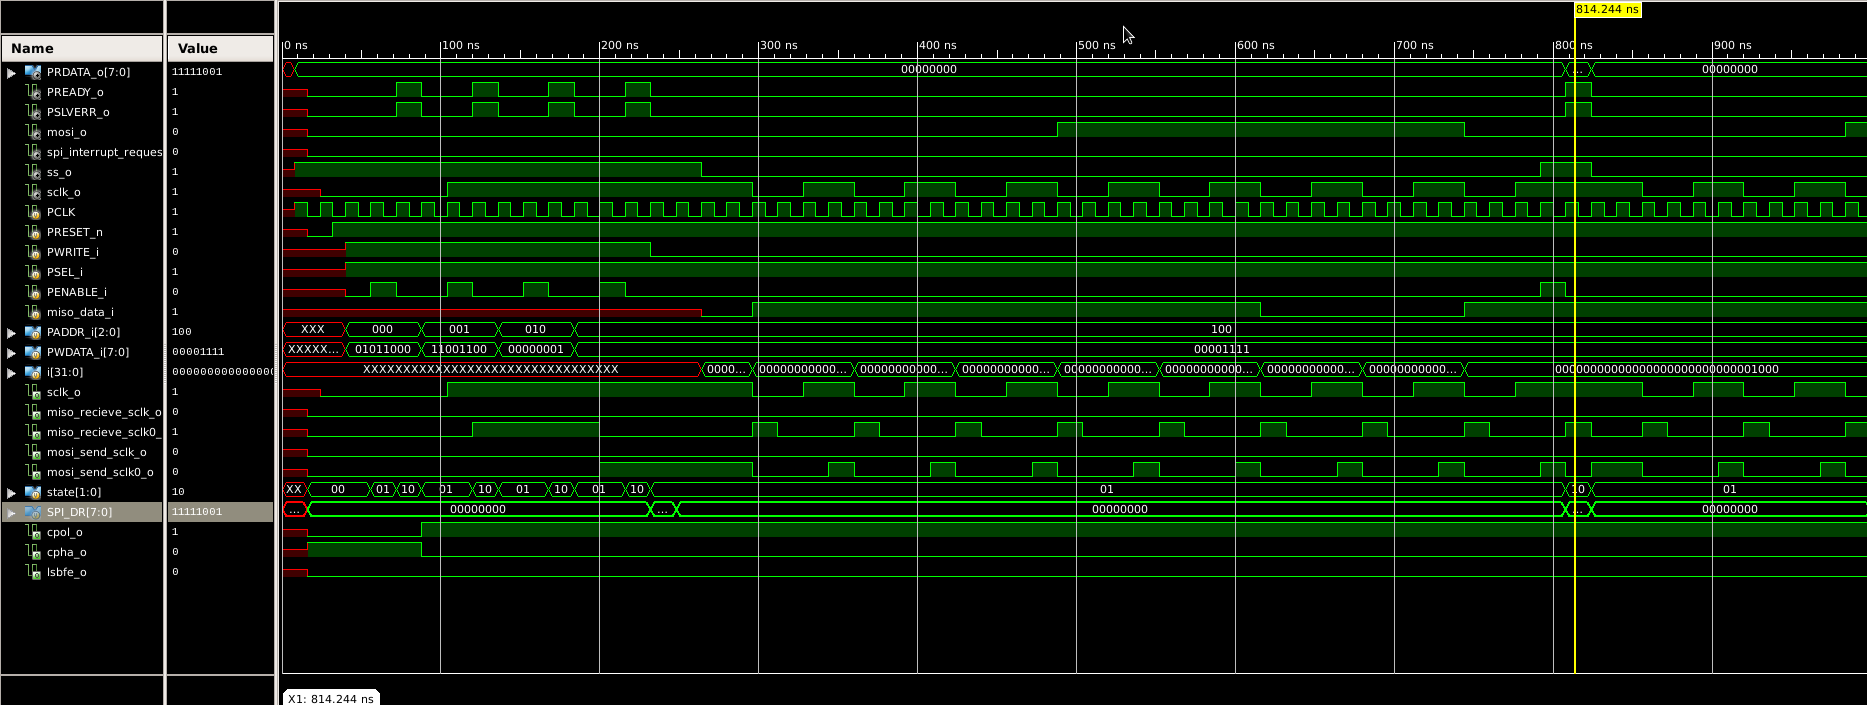 814.244 ns
Name Value
0 ns 100 ns 200 ns 300 ns 400 ns 500 ns 600 ns 700 ns 800 ns 900 ns
PRDATA_o[7:0] 11111001 00000000 ... 00000000
PREADY_o 1
PSLVERR_o 1
mosi_o 0
spi_interrupt_reques 0
ss_o 1
sclk_o 1
PCLK 1
PRESET_n 1
PWRITE_i 0
PSEL_i 1
PENABLE_i 0
miso_data_i 1
PADDR_i[2:0] 100 XXX 000 001 010 100
PWDATA_i[7:0] 00001111 XXXXX... 01011000 11001100 00000001 00001111
i[31:0] 0000000000000000 XXXXXXXXXXXXXXXXXXXXXXXXXXXXXXXX 0000... 00000000000... 00000000000... 00000000000... 00000000000... 00000000000... 00000000000... 00000000000... 00000000000000000000000000001000
sclk_o 1
miso_recieve_sclk_o 0
miso_recieve_sclk0_ 1
mosi_send_sclk_o 0
mosi_send_sclk0_o 0
state[1:0] 10 XX 00 01 10 01 10 01 10 01 10 01 10 01
SPI_DR[7:0] 11111001 ... 00000000 ... 00000000 ... 00000000
cpol_o 1
cpha_o 0
lsbfe_o 0
X1: 814.244 ns